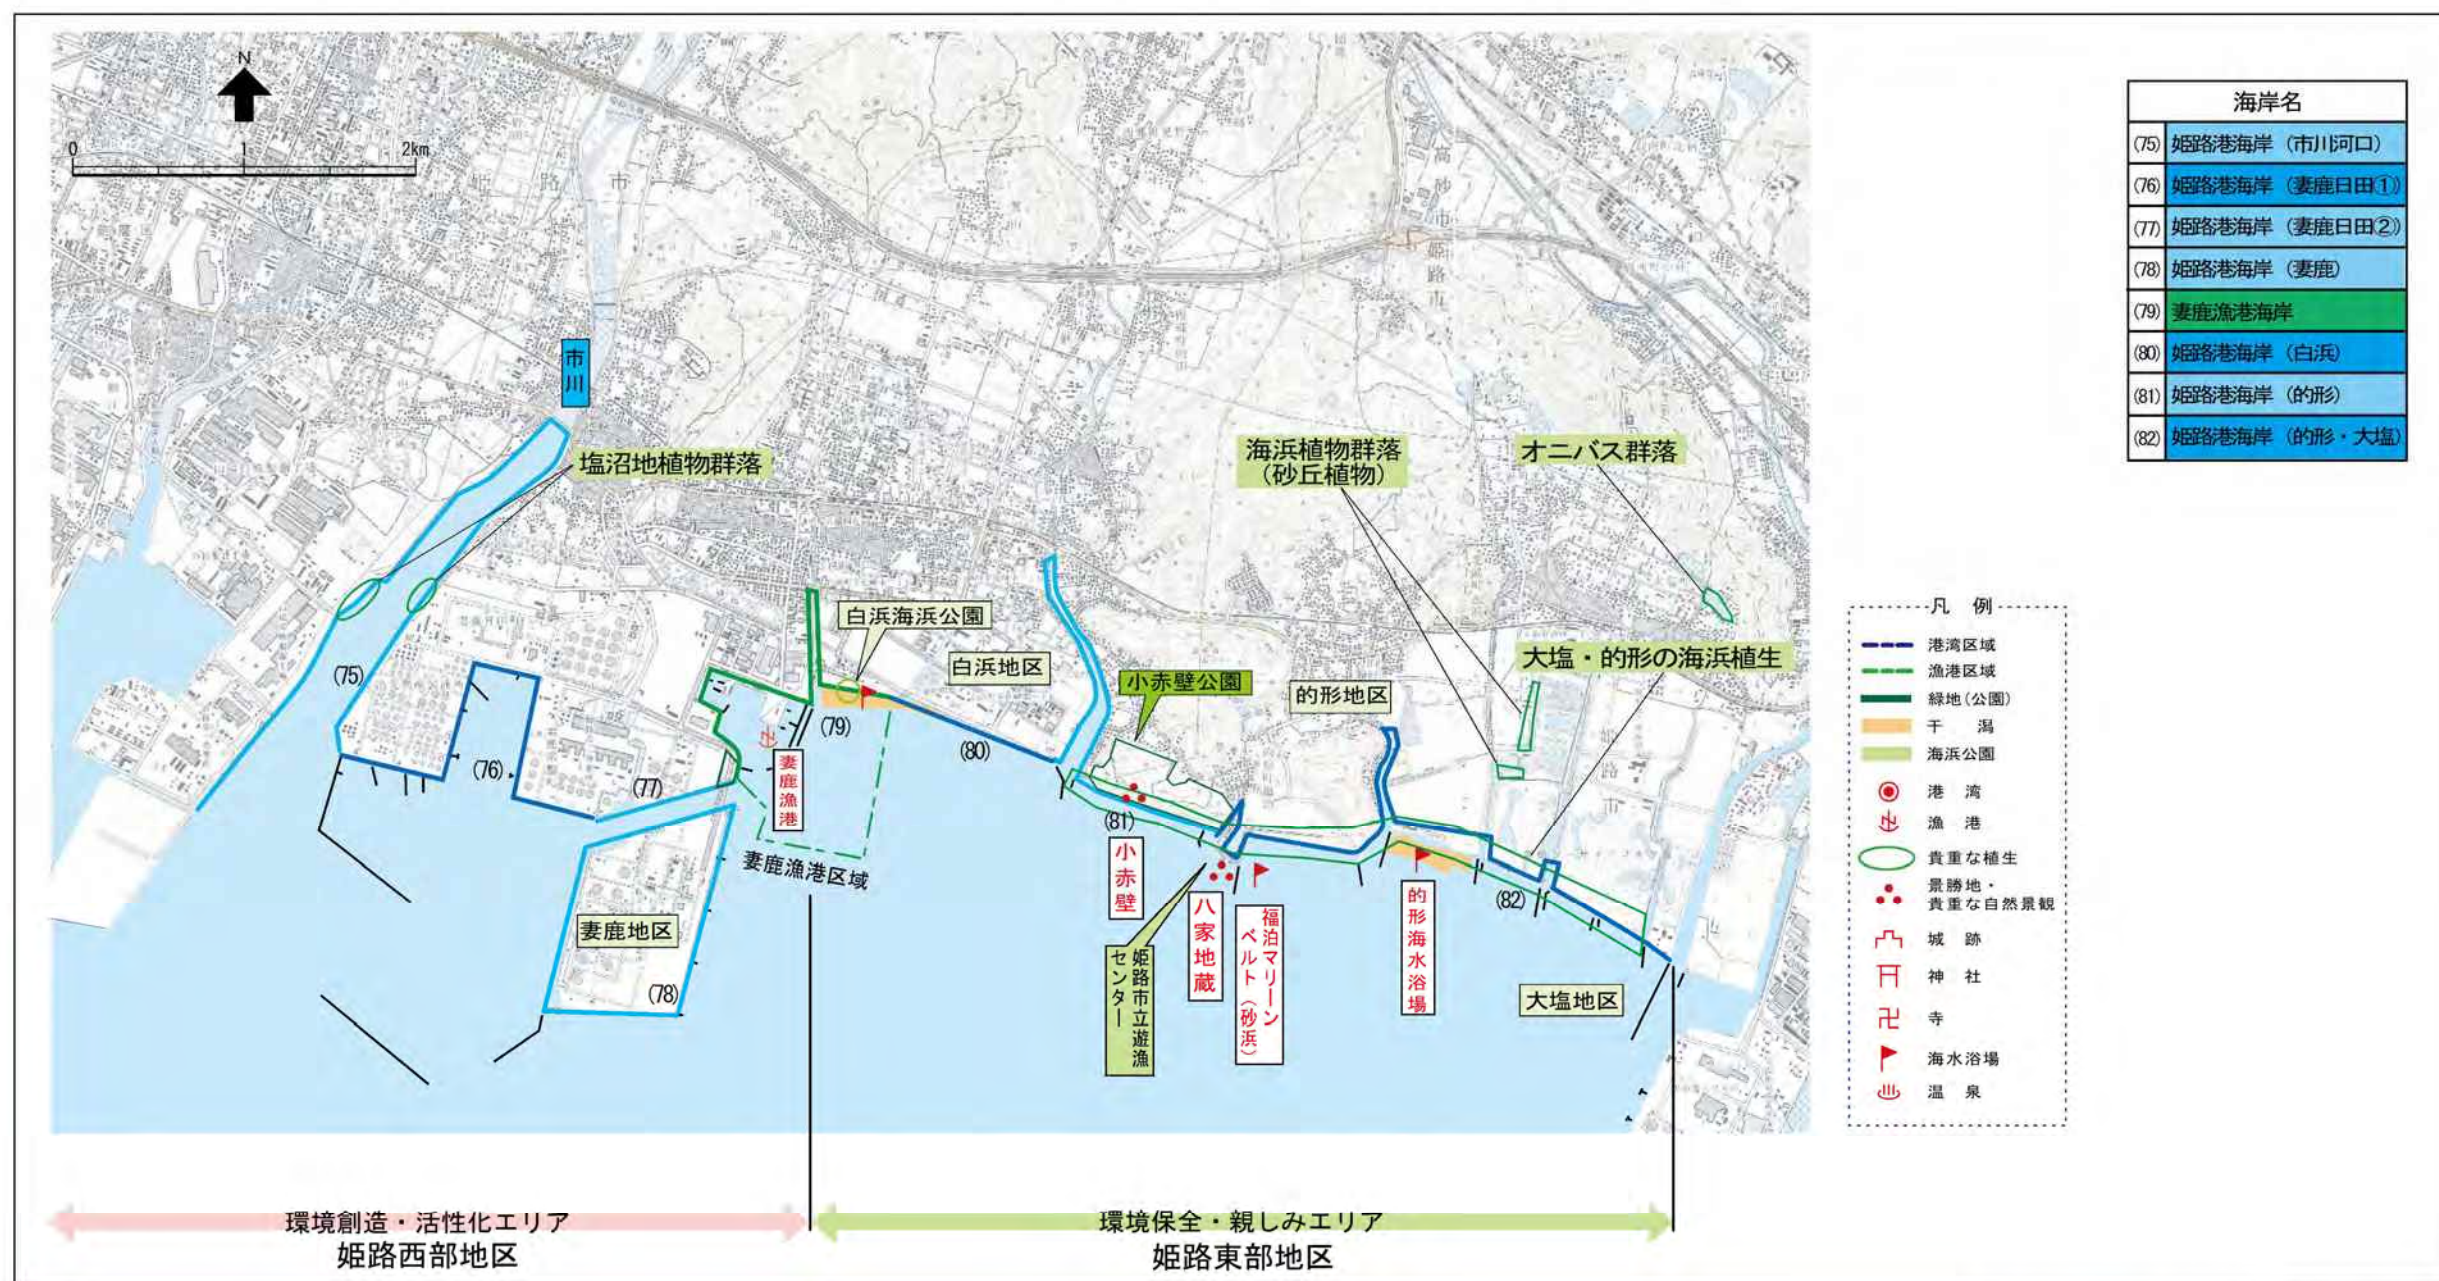 N
0 1 2km
姫路市
高砂市
姫路市
市川
塩沼地植物群落
海浜植物群落
(砂丘植物)
オニバス群落
白浜海浜公園
白浜地区
小赤壁公園
的形地区
大塩・的形の海浜植生
(75)
(76)
(77)
(78)
(79)
(80)
(81)
(82)
妻鹿漁港
妻鹿漁港区域
妻鹿地区
小赤壁
姫路市立遊漁
センター
八家地蔵
福泊マリーン
ベルト(砂浜)
的形海水浴場
大塩地区
環境創造・活性化エリア
姫路西部地区
環境保全・親しみエリア
姫路東部地区
海岸名
(75) 姫路港海岸(市川河口)
(76) 姫路港海岸(妻鹿日田①)
(77) 姫路港海岸(妻鹿日田②)
(78) 姫路港海岸(妻鹿)
(79) 妻鹿漁港海岸
(80) 姫路港海岸(白浜)
(81) 姫路港海岸(的形)
(82) 姫路港海岸(的形・大塩)
凡例
港湾区域
漁港区域
緑地(公園)
干潟
海浜公園
港湾
漁港
貴重な植生
景勝地・
貴重な自然景観
城跡
神社
寺
海水浴場
温泉